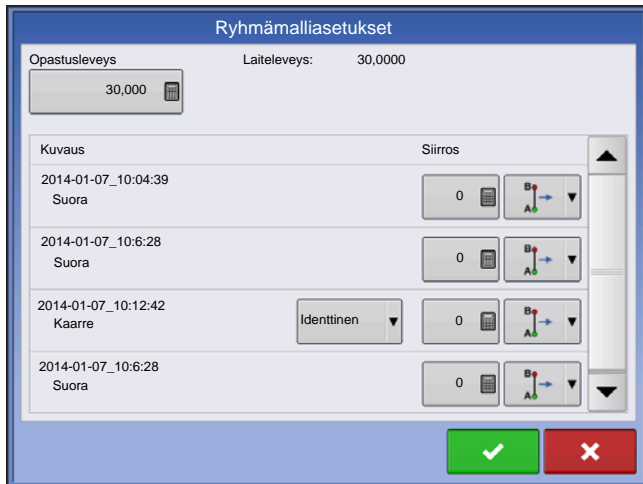 Ryhmämalliasetukset
Opastusleveys Laiteleveys: 30,0000
30,000
Kuvaus Siirros
2014-01-07_10:04:39
Suora 0 B A
2014-01-07_10:6:28
Suora 0 B A
2014-01-07_10:12:42
Kaarre Identtinen 0 B A
2014-01-07_10:6:28
Suora 0 B A